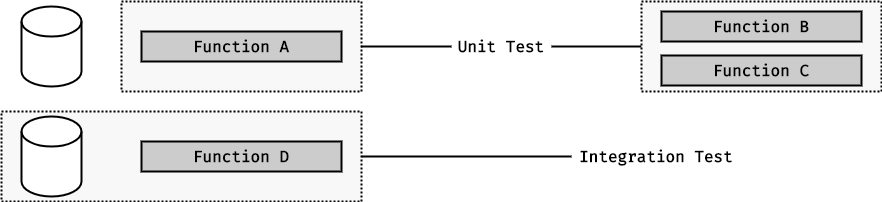 Function A
Unit Test
Function B
Function C
Function D
Integration Test